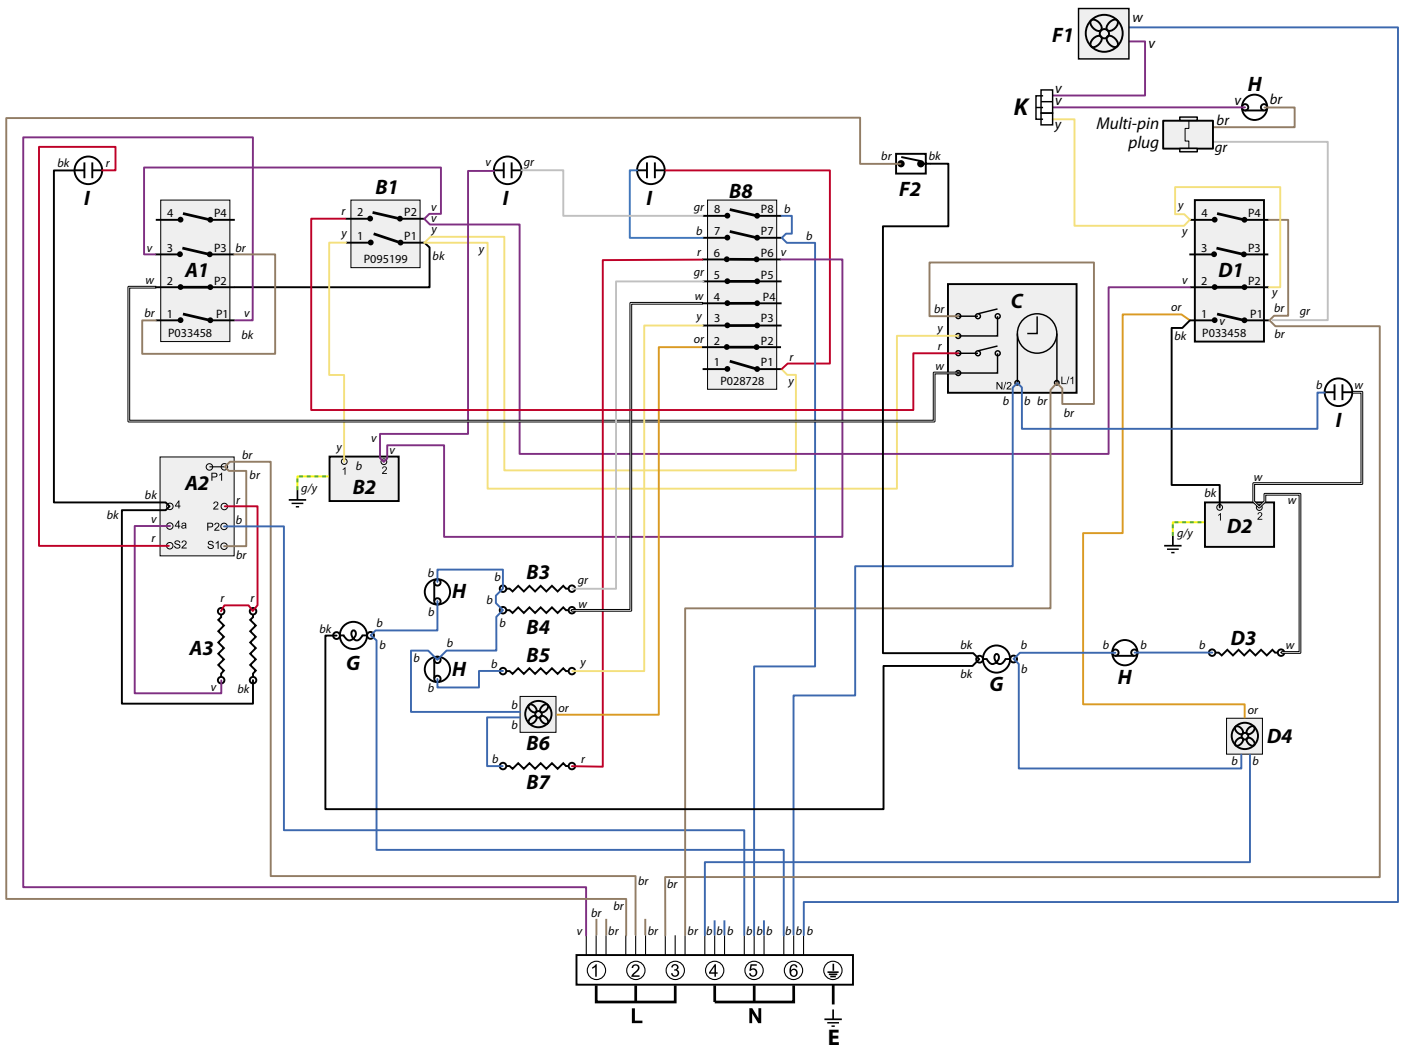 w
F1
v
H
v
v br
K v
y
Multi-pin plug
br
gr
br bk
F2
bk r
I
v gr
I
I
B1
B8
r 2 P2 v
v
y 1 P1 y
y
P095199
bk
4 P4
v 3 P3 br
A1
w 2 P2
br 1 P1 v
P033458
bk
gr 8 P8 b
b 7 P7 b
r 6 P6 v
gr 5 P5
w 4 P4
y 3 P3
or 2 P2
1 P1 r
P028728
y
y 4 P4
y
3 P3
D1
v 2 P2
y
or 1 v P1 br gr
bk P033458 br
C
br
y
r
w
N/2 L/1
b b br br
b w
I
v
v
y
1 b 2
B2
g/y
w
w
bk
1 2
D2
g/y
br
P1
br
A2
bk 4 2 r
bk
v 4a P2 b
r S2 S1
br
r r
A3
v bk
b
H
b
b
B3
gr
b
w
B4
bk
G
b
b
b b
H
b
b
B5
y
b
b
or
B6
b r
B7
bk
bk
G
b
b
b
H
b
b
D3
w
or
D4
b b
br
br
br
v br br br br b b b b b b b b b
1 2 3 4 5 6
L N E